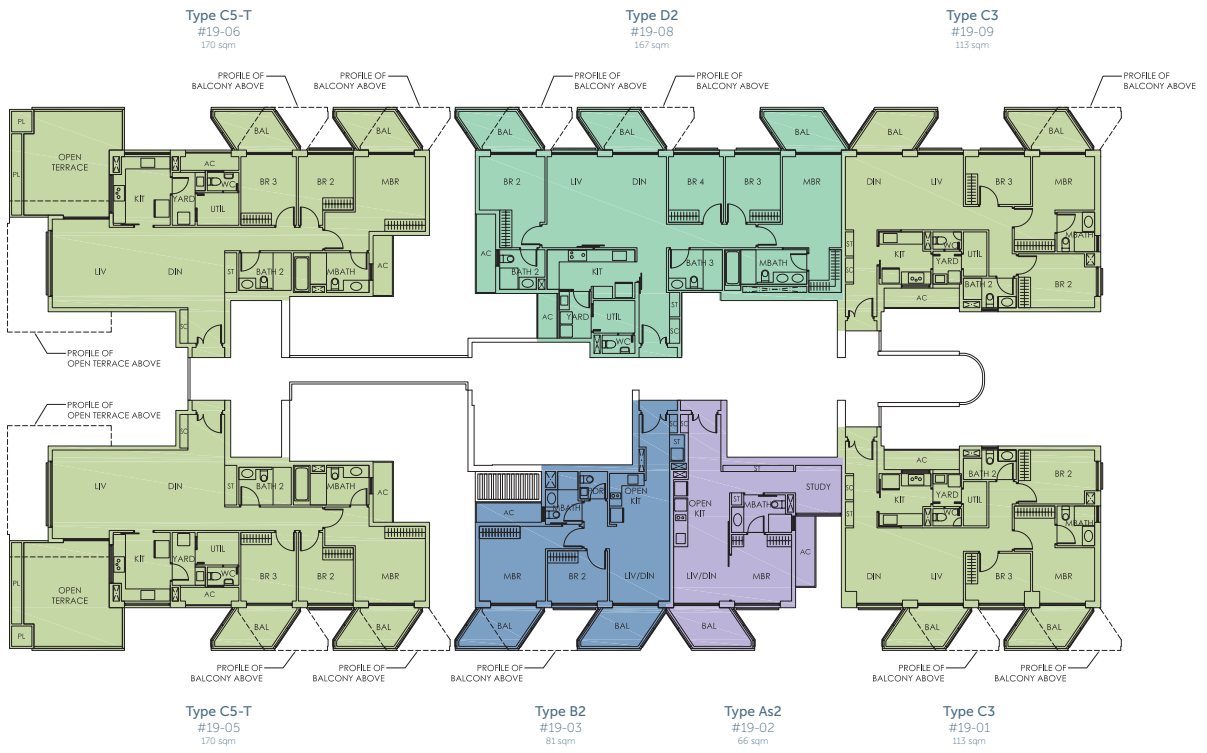 Type C5-T
#19-06
170 sqm
Type D2
#19-08
167 sqm
Type C3
#19-09
113 sqm
PROFILE OF
BALCONY ABOVE
PROFILE OF
BALCONY ABOVE
PROFILE OF
BALCONY ABOVE
PROFILE OF
BALCONY ABOVE
PROFILE OF
BALCONY ABOVE
PL
OPEN
TERRACE
PL
KIT
AC
WC
YARD
UTIL
BAL
BR 3
BR 2
BAL
MBR
LIV
DIN
ST
BATH 2
MBATH
AC
SC
PROFILE OF
OPEN TERRACE ABOVE
BAL
BR 2
BAL
LIV
DIN
BR 4
BR 3
BAL
MBR
AC
BATH 2
KIT
BATH 3
MBATH
AC
YARD
UTIL
WC
ST
SC
BAL
DIN
LIV
BR 3
BAL
MBR
ST
SC
KIT
WC
YARD
UTIL
MBATH
AC
BATH 2
BR 2
PROFILE OF
OPEN TERRACE ABOVE
SC
LIV
DIN
ST
BATH 2
MBATH
AC
PL
OPEN
TERRACE
PL
KIT
YARD
UTIL
WC
AC
BR 3
BR 2
MBR
BAL
BAL
AC
MBATH
OPEN
KIT
MBR
BR 2
LIV/DIN
BAL
BAL
SC
SC
ST
OPEN
KIT
ST
ST
MBATH
STUDY
AC
LIV/DIN
MBR
BAL
AC
ST
SC
KIT
YARD
WC
UTIL
BATH 2
BR 2
MBATH
DIN
LIV
BR 3
MBR
BAL
BAL
PROFILE OF
BALCONY ABOVE
PROFILE OF
BALCONY ABOVE
PROFILE OF
BALCONY ABOVE
PROFILE OF
BALCONY ABOVE
PROFILE OF
BALCONY ABOVE
Type C5-T
#19-05
170 sqm
Type B2
#19-03
81 sqm
Type As2
#19-02
66 sqm
Type C3
#19-01
113 sqm